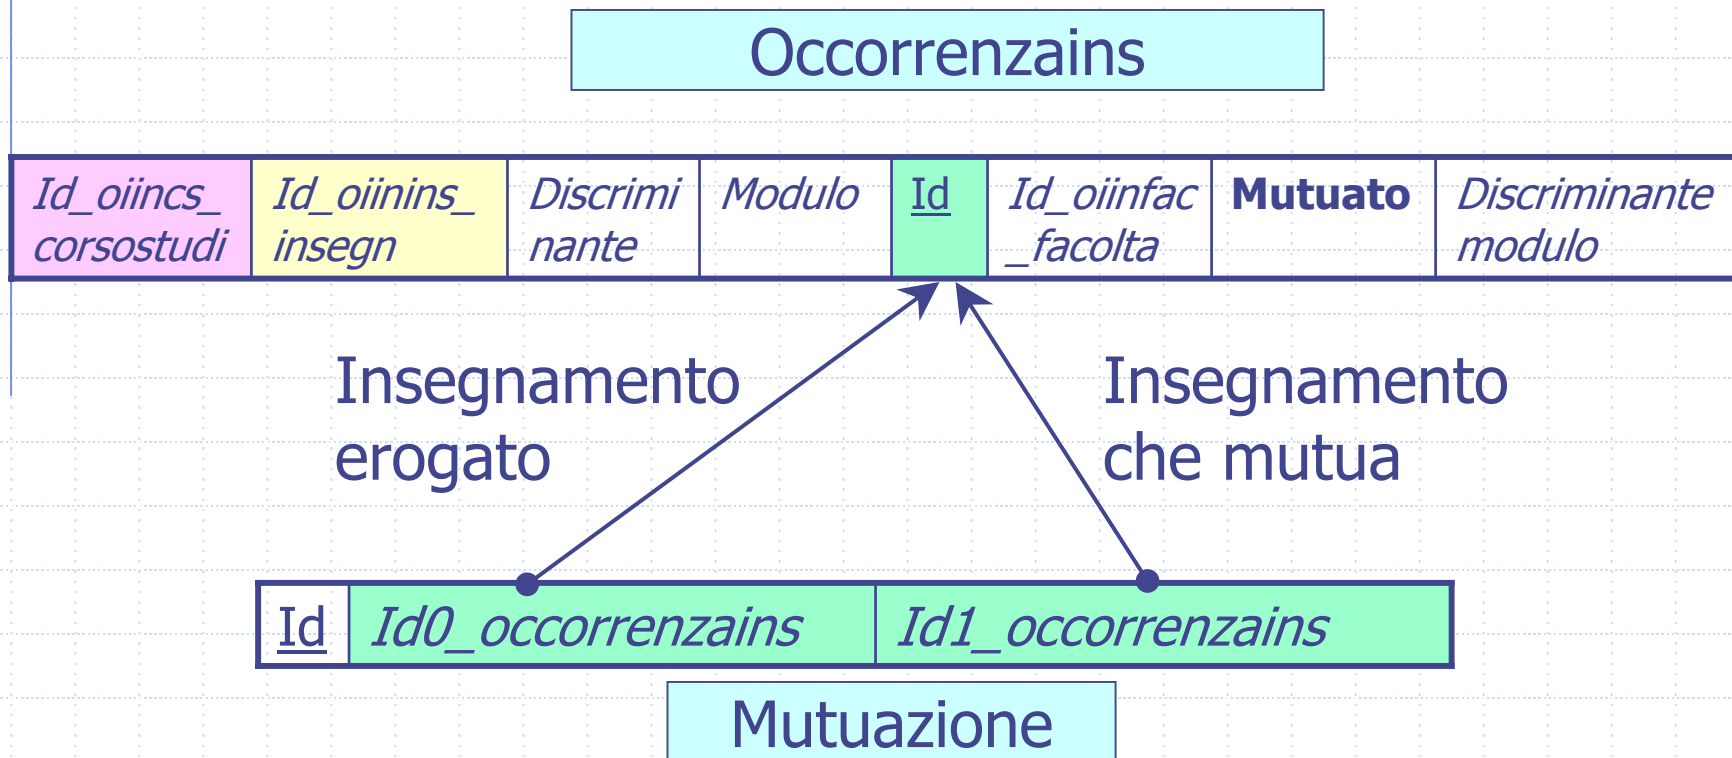 Occorrenzains
Id_oiincs_
corsostudi
Id_oiinins_
insegn
Discrimi
nante
Modulo
Id
Id_oiinfac
_facolta
Mutuato
Discriminante
modulo
Insegnamento
erogato
Insegnamento
che mutua
Id
Id0_occorrenzains
Id1_occorrenzains
Mutuazione